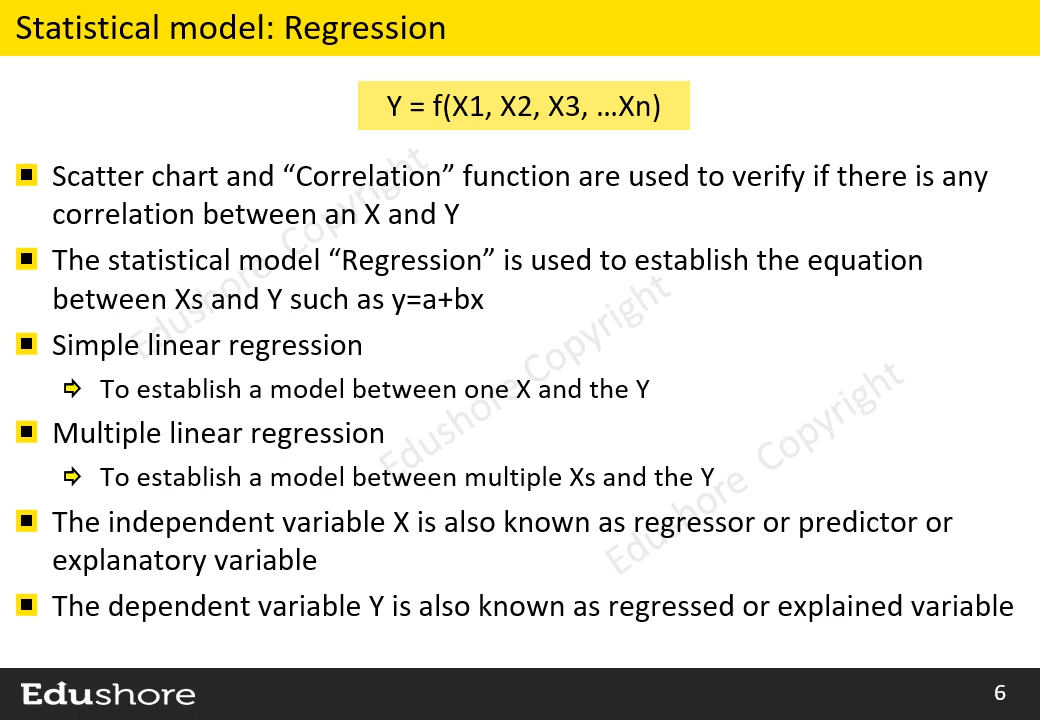 Statistical model: Regression
Y = f(X1, X2, X3, …Xn)
Scatter chart and “Correlation” function are used to verify if there is any
correlation between an X and Y
The statistical model “Regression” is used to establish the equation
between Xs and Y such as y=a+bx
Simple linear regression
To establish a model between one X and the Y
Multiple linear regression
To establish a model between multiple Xs and the Y
The independent variable X is also known as regressor or predictor or
explanatory variable
The dependent variable Y is also known as regressed or explained variable
Edushore Copyright
Edushore Copyright
Edushore Copyright
Edushore
6